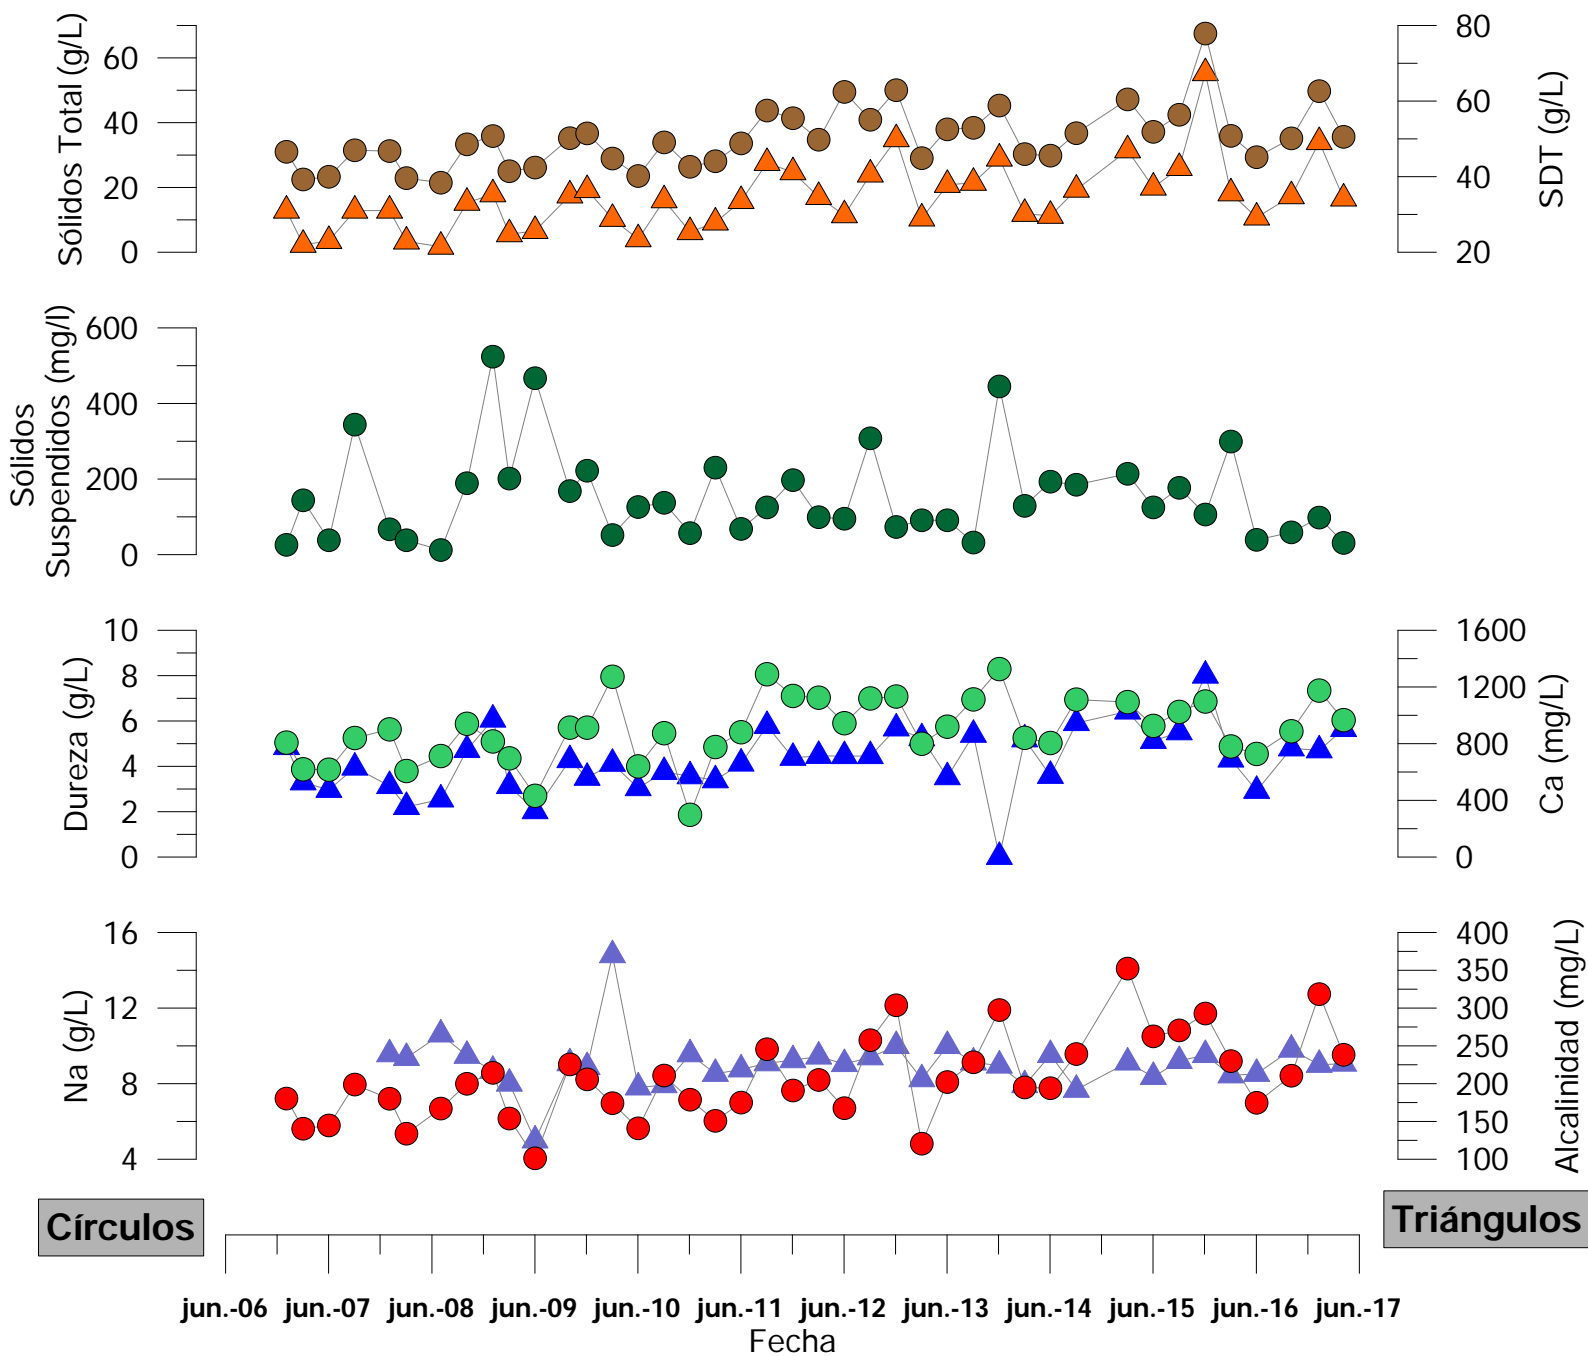 Sólidos Total (g/L)
60
40
20
0
80
60
40
20
SDT (g/L)
Sólidos
Suspendidos (mg/l)
600
400
200
0
Dureza (g/L)
10
8
6
4
2
0
1600
1200
800
400
0
Ca (mg/L)
Na (g/L)
16
12
8
4
400
350
300
250
200
150
100
Alcalinidad (mg/L)
Círculos
Triángulos
jun.-06 jun.-07 jun.-08 jun.-09 jun.-10 jun.-11 jun.-12 jun.-13 jun.-14 jun.-15 jun.-16 jun.-17
Fecha